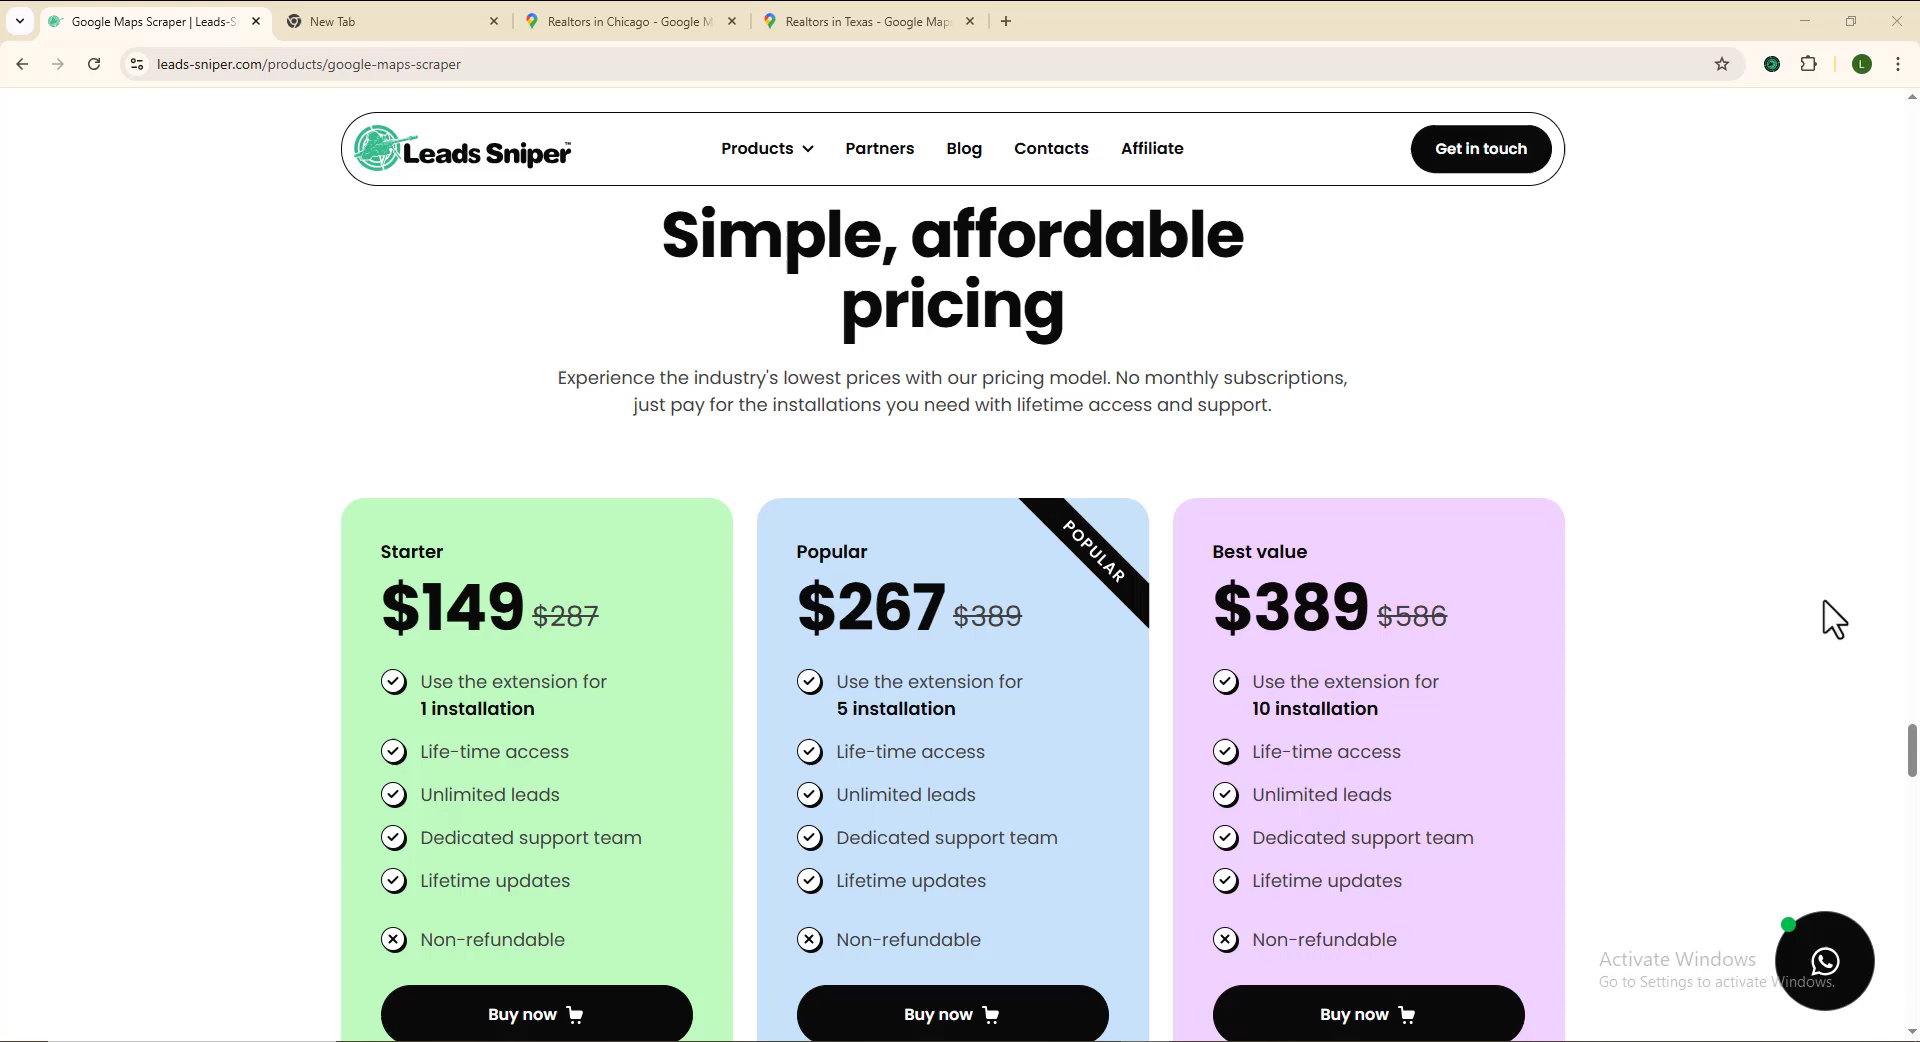 Google Maps Scraper | Leads-S
New Tab
Realtors in Chicago - Google M
Realtors in Texas - Google Map
leads-sniper.com/products/google-maps-scraper
L
Leads Sniper™
Products
Partners
Blog
Contacts
Affiliate
Get in touch
Simple, affordable
pricing
Experience the industry's lowest prices with our pricing model. No monthly subscriptions,
just pay for the installations you need with lifetime access and support.
Starter
$149 $287
Use the extension for
1 installation
Life-time access
Unlimited leads
Dedicated support team
Lifetime updates
Non-refundable
Buy now
POPULAR
Popular
$267 $389
Use the extension for
5 installation
Life-time access
Unlimited leads
Dedicated support team
Lifetime updates
Non-refundable
Buy now
Best value
$389 $586
Use the extension for
10 installation
Life-time access
Unlimited leads
Dedicated support team
Lifetime updates
Non-refundable
Buy now
Activate Windows
Go to Settings to activate Windows.